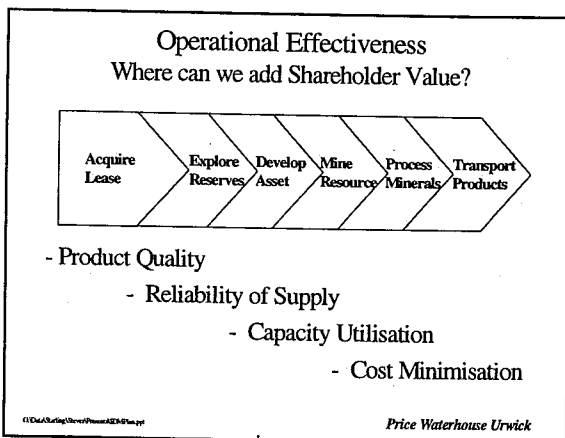 Operational Effectiveness
Where can we add Shareholder Value?
Acquire
Lease
Explore
Reserves
Develop
Asset
Mine
Resource
Process
Minerals
Transport
Products
- Product Quality
- Reliability of Supply
- Capacity Utilisation
- Cost Minimisation
Price Waterhouse Urwick